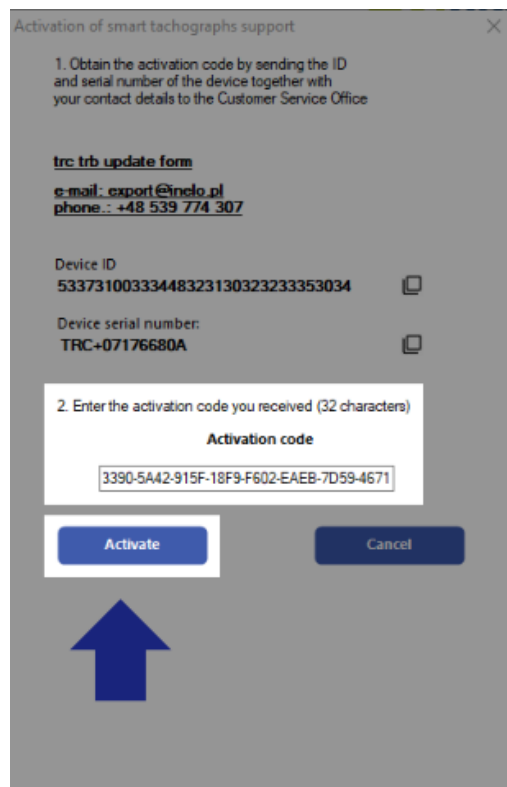 Activation of smart tachographs support
1. Obtain the activation code by sending the ID
and serial number of the device together with
your contact details to the Customer Service Office
trc trb update form
e-mail: export@inelo.pl
phone.: +48 539 774 307
Device ID
53373100333448323130323233353034
Device serial number:
TRC+07176680A
2. Enter the activation code you received (32 characters)
Activation code
3390-5A42-915F-18F9-F602-EAEB-7D59-4671
Activate
Cancel